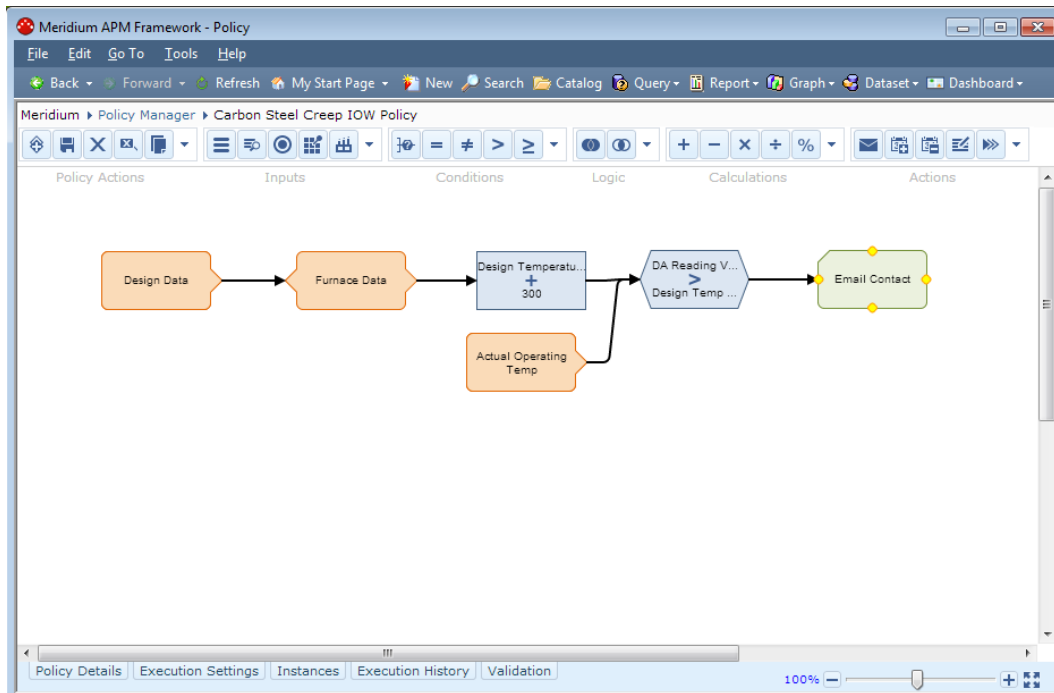 Meridium APM Framework - Policy
File Edit Go To Tools Help
Back Forward Refresh My Start Page New Search Catalog Query Report Graph Dataset Dashboard
Meridium Policy Manager Carbon Steel Creep IOW Policy
= ≠ > ≥ + − × ÷ %
Policy Actions Inputs Conditions Logic Calculations Actions
Design Data
Furnace Data
Design Temperatu...
+
300
Actual Operating
Temp
DA Reading V...
>
Design Temp ...
Email Contact
Policy Details Execution Settings Instances Execution History Validation
100%